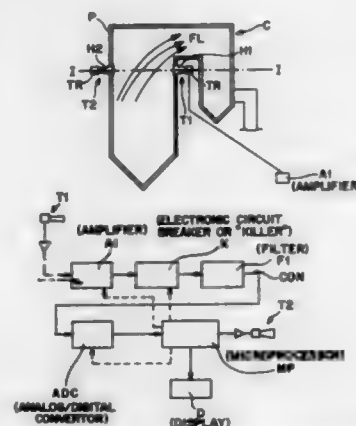 P
C
FL
H2
H1
I
I
TR
TR
T2
T1
A1
(AMPLIFIER)
T1
(ELECTRONIC CIRCUIT
BREAKER OR "KILLER")
(AMPLIFIER)
A1
K
(FILTER)
F1
CON
T2
(MICROPROCESSOR)
MP
ADC
(ANALOG/DIGITAL
CONVERTOR)
D
(DISPLAY)